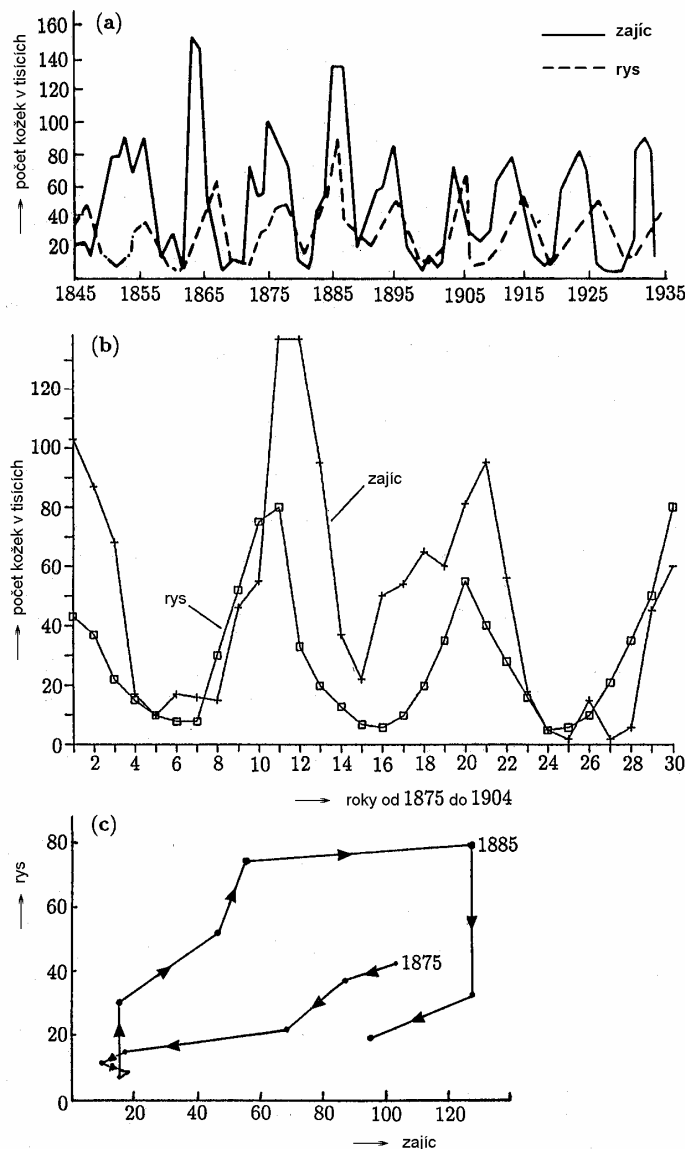 (a)
160
140
120
100
80
60
40
20
počet kožek v tisících
zajíc
rys
1845 1855 1865 1875 1885 1895 1905 1915 1925 1935
(b)
120
100
80
60
40
20
0
počet kožek v tisících
zajíc
rys
2 4 6 8 10 12 14 16 18 20 22 24 26 28 30
roky od 1875 do 1904
(c)
80
60
40
20
0
rys
1885
1875
20 40 60 80 100 120
zajíc